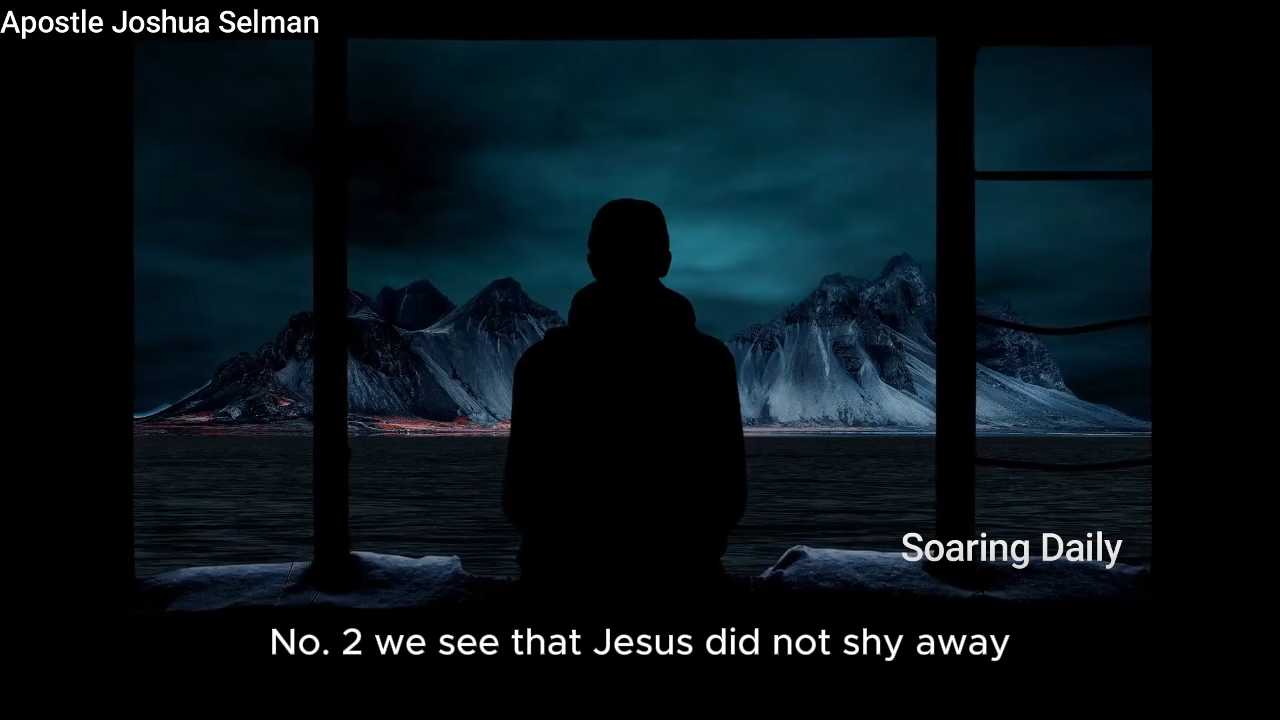 Apostle Joshua Selman
Soaring Daily
No. 2 we see that Jesus did not shy away